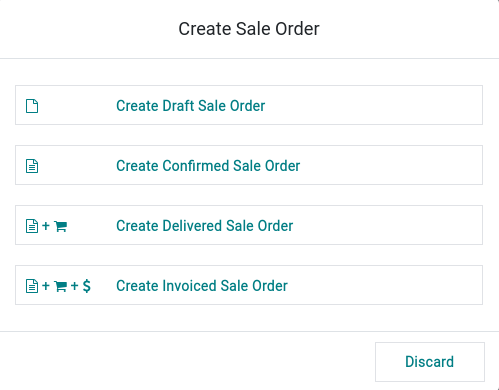 Create Sale Order
Create Draft Sale Order
Create Confirmed Sale Order
+ Create Delivered Sale Order
+ + $ Create Invoiced Sale Order
Discard